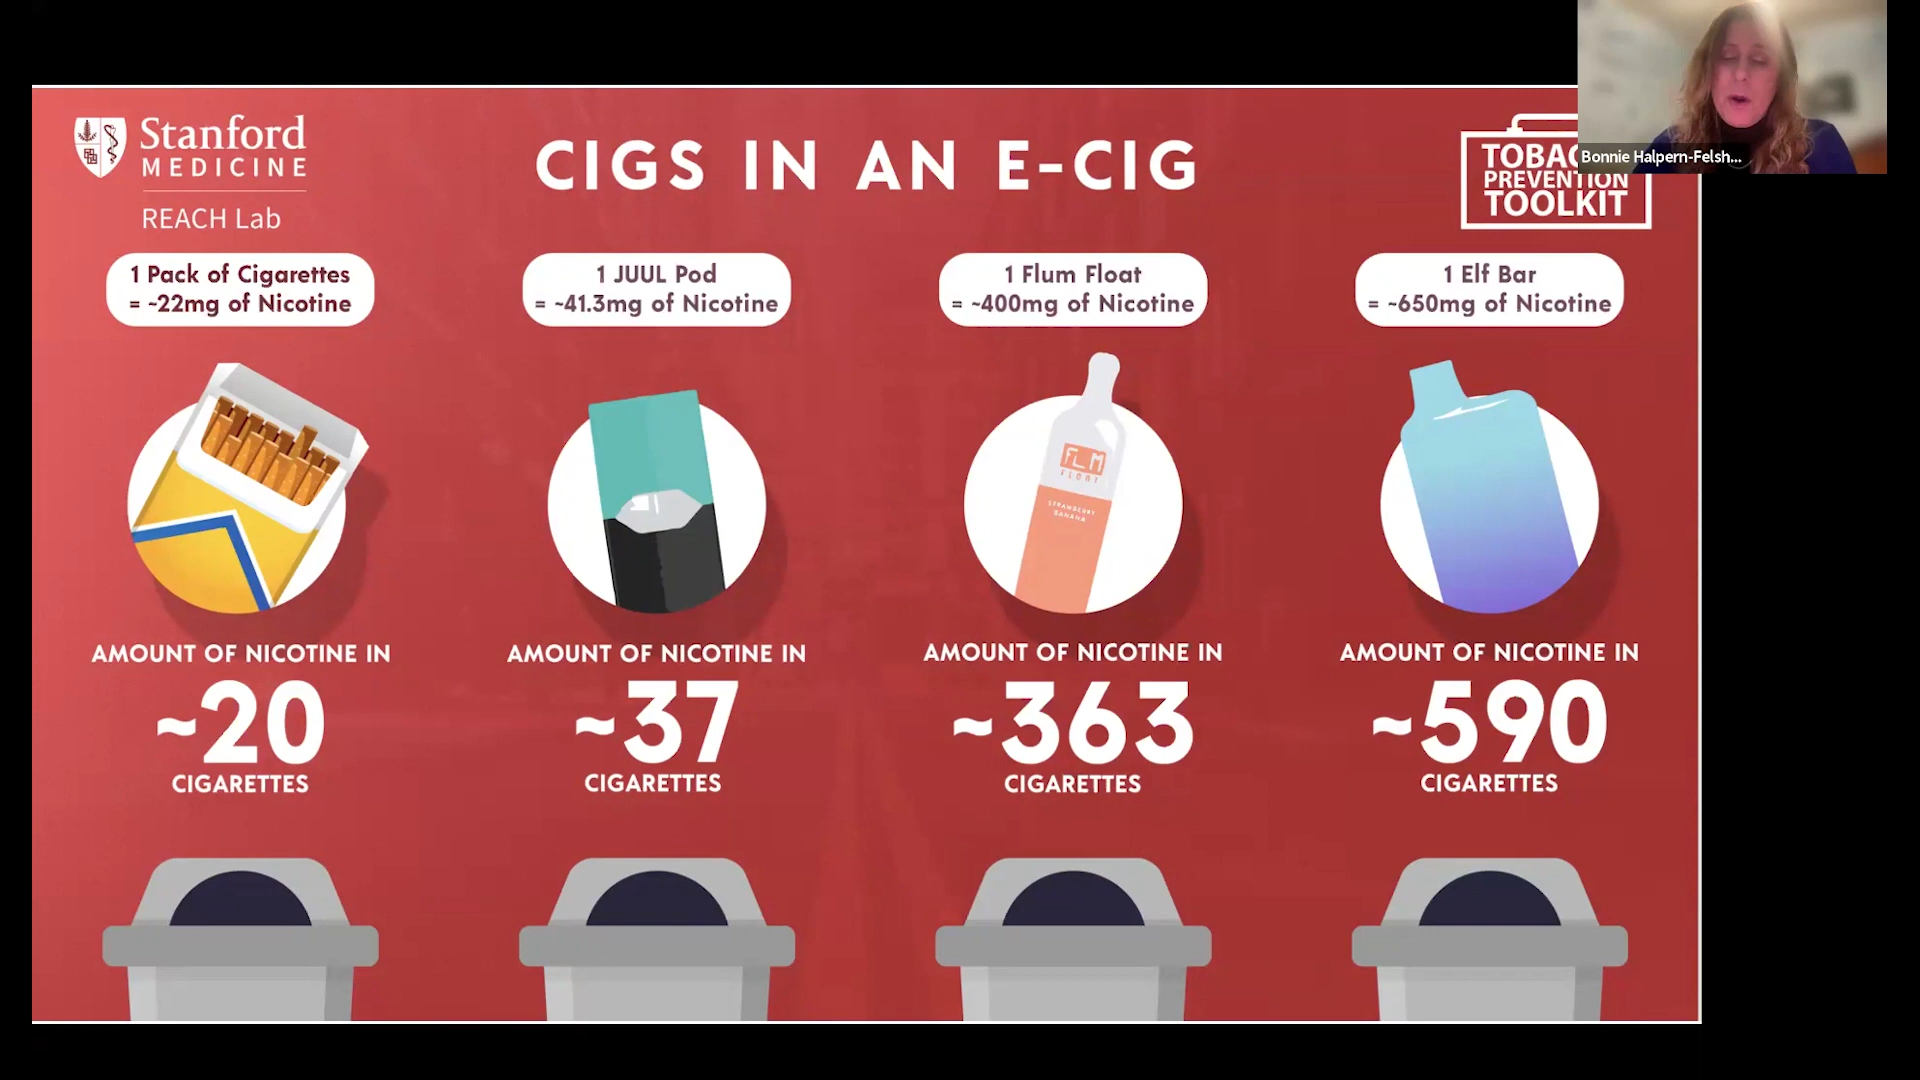 Stanford
MEDICINE
REACH Lab
CIGS IN AN E-CIG
PREVENTION
TOOLKIT
Bonnie Halpern-Felsh...
1 Pack of Cigarettes
= ~22mg of Nicotine
1 JUUL Pod
= ~41.3mg of Nicotine
1 Flum Float
= ~400mg of Nicotine
1 Elf Bar
= ~650mg of Nicotine
FLM
FLOAT
STRAWBERRY
BANANA
AMOUNT OF NICOTINE IN
~20
CIGARETTES
AMOUNT OF NICOTINE IN
~37
CIGARETTES
AMOUNT OF NICOTINE IN
~363
CIGARETTES
AMOUNT OF NICOTINE IN
~590
CIGARETTES